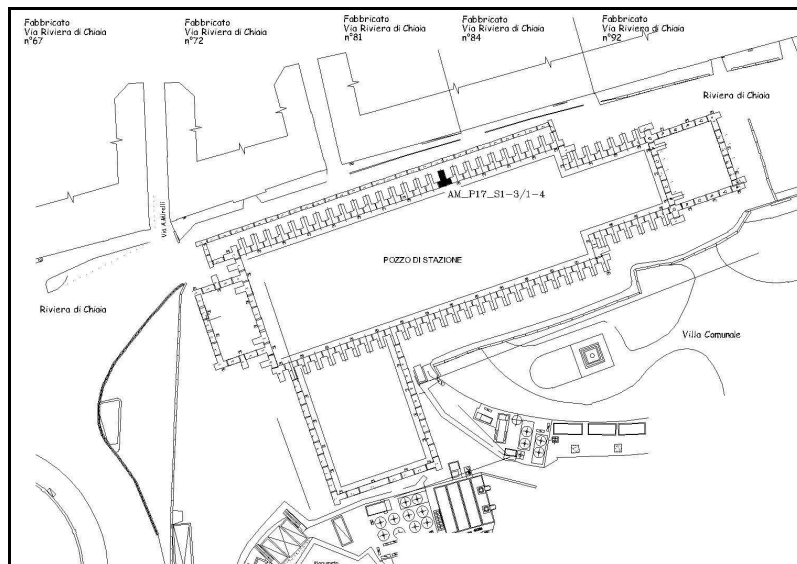 Fabbricato
Via Riviera di Chiaia
n°67
Fabbricato
Via Riviera di Chiaia
n°72
Fabbricato
Via Riviera di Chiaia
n°81
Fabbricato
Via Riviera di Chiaia
n°84
Fabbricato
Via Riviera di Chiaia
n°92
Riviera di Chiaia
AM_P17_S1-3/1-4
Via A.Mirelli
POZZO DI STAZIONE
Riviera di Chiaia
Villa Comunale